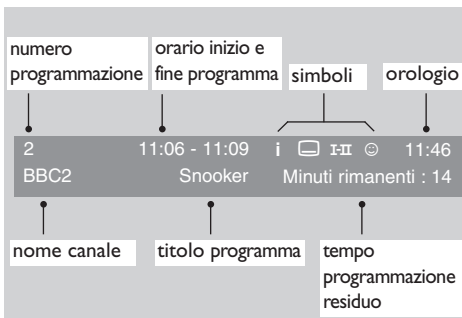 numero programmazione
orario inizio e fine programma
simboli
orologio
2 11:06 - 11:09 i I-II 11:46
BBC2 Snooker Minuti rimanenti : 14
nome canale
titolo programma
tempo programmazione residuo